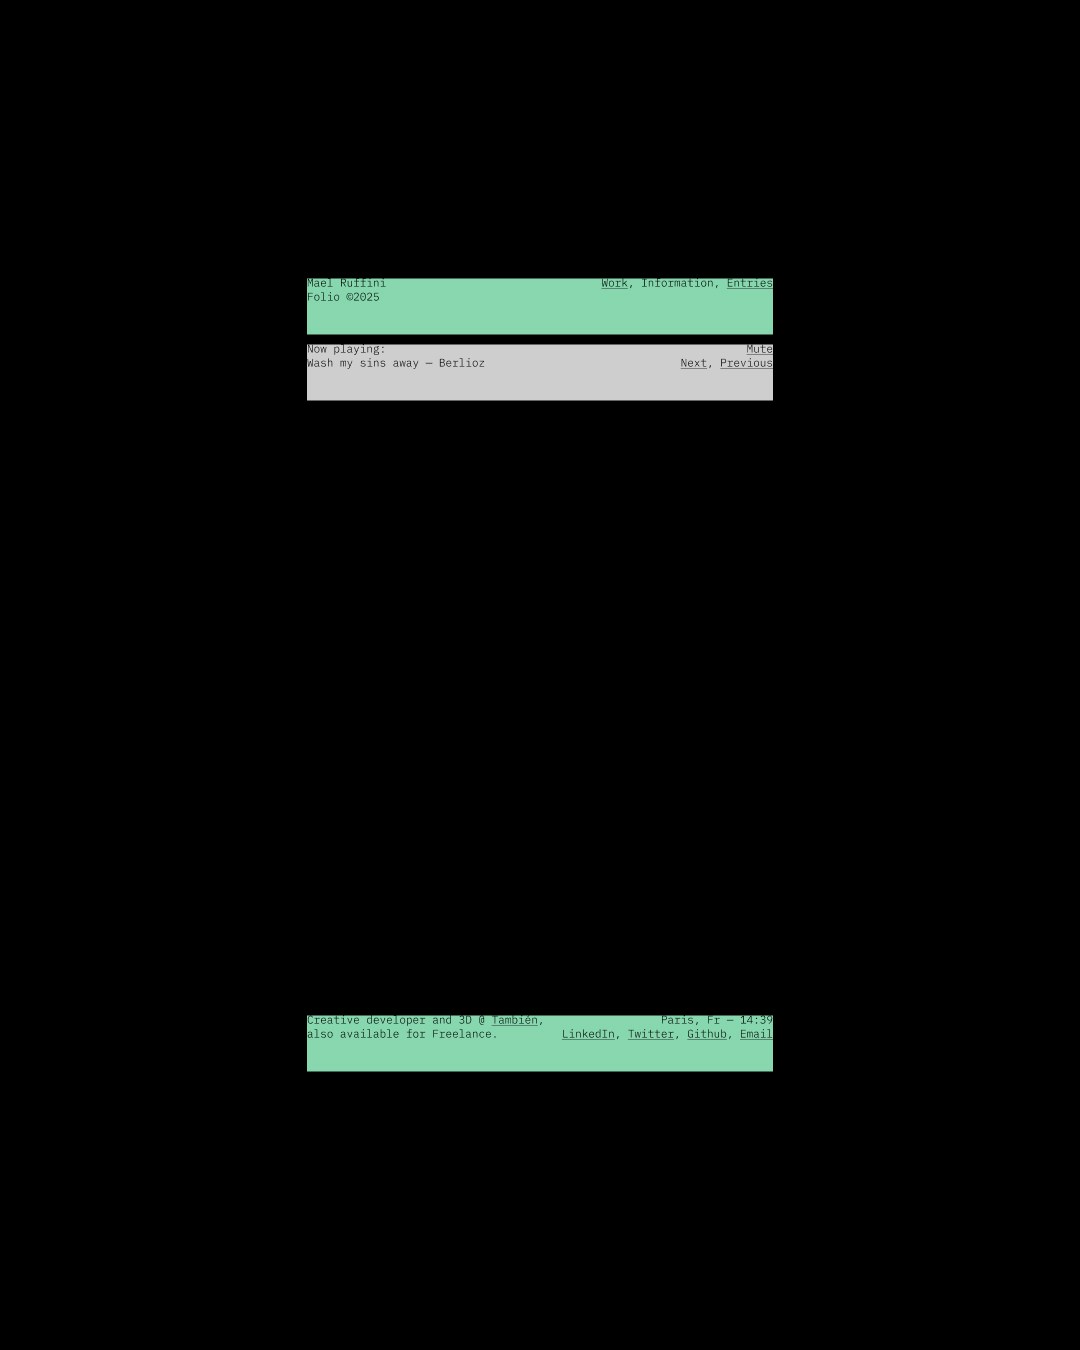 Mael Ruffini
Work, Information, Entries
Folio ©2025
Now playing:
Mute
Wash my sins away — Berlioz
Next, Previous
Creative developer and 3D @ También,
Paris, Fr — 14:39
also available for Freelance.
LinkedIn, Twitter, Github, Email